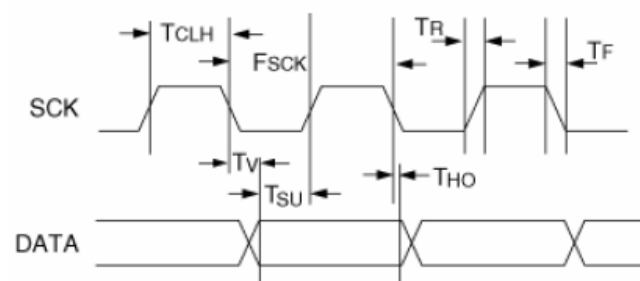 TCLH
TR
FSCK
TF
SCK
TV
THO
TSU
DATA